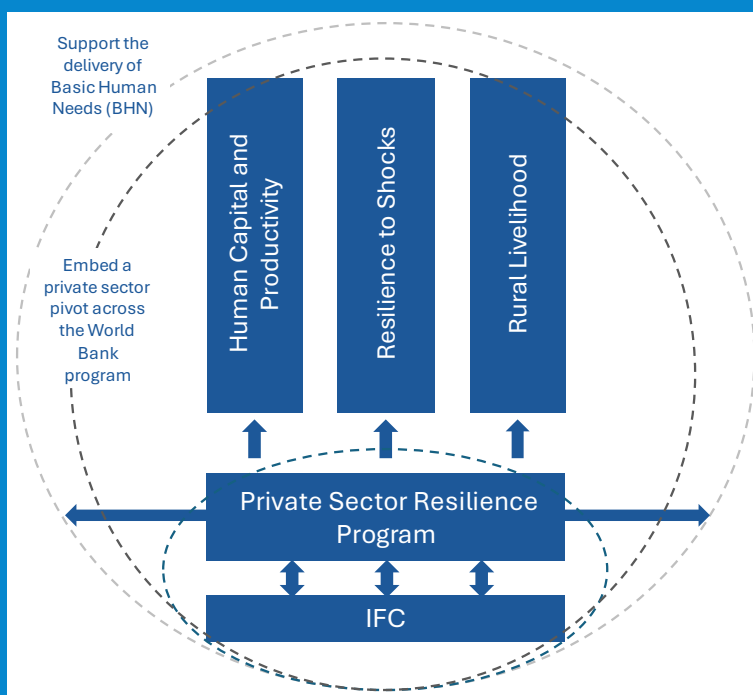 Support the
delivery of
Basic Human
Needs (BHN)
Embed a
private sector
pivot across
the World
Bank
program
Human Capital and
Productivity
Resilience to Shocks
Rural Livelihood
Private Sector Resilience
Program
IFC